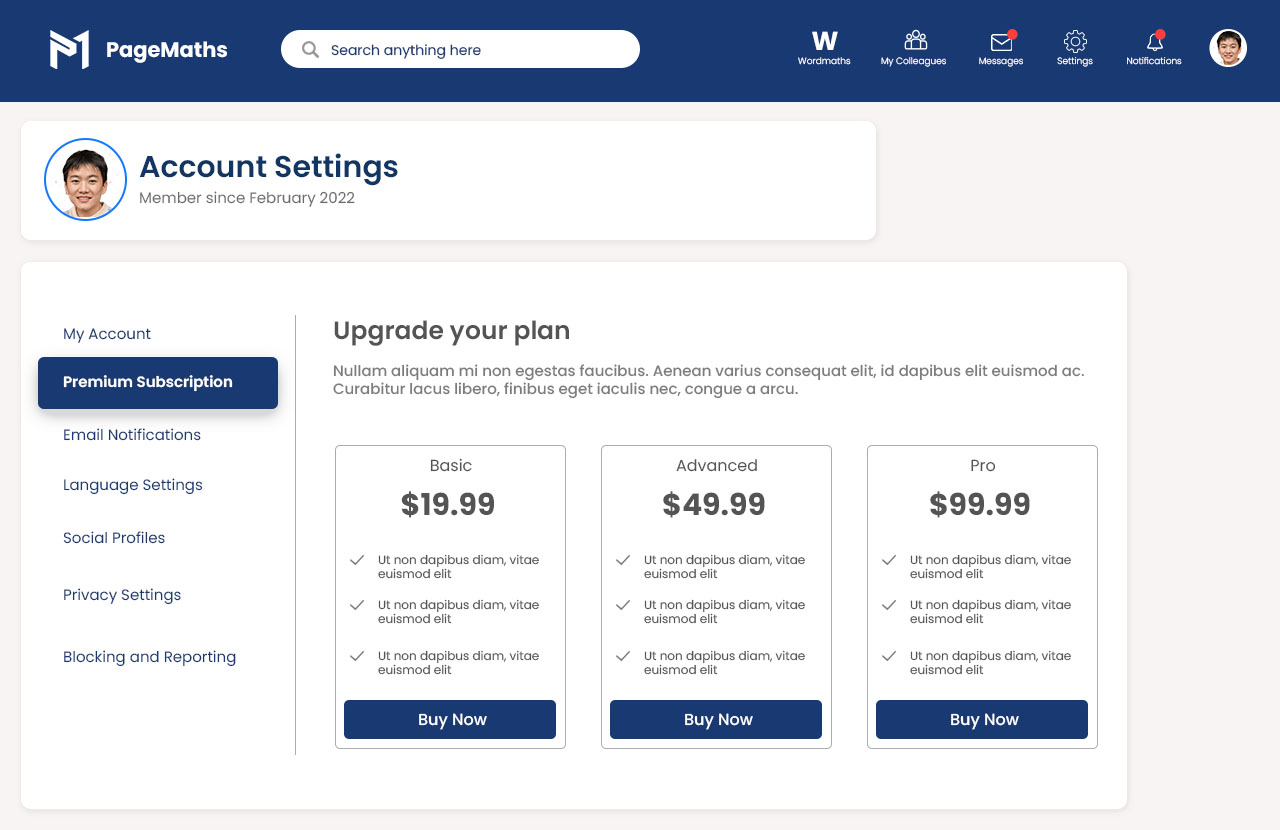 PageMaths
Search anything here
W
Wordmaths
My Colleagues
Messages
Settings
Notifications
Account Settings
Member since February 2022
My Account
Premium Subscription
Email Notifications
Language Settings
Social Profiles
Privacy Settings
Blocking and Reporting
Upgrade your plan
Nullam aliquam mi non egestas faucibus. Aenean varius consequat elit, id dapibus elit euismod ac.
Curabitur lacus libero, finibus eget iaculis nec, congue a arcu.
Basic
$19.99
Ut non dapibus diam, vitae
euismod elit
Ut non dapibus diam, vitae
euismod elit
Ut non dapibus diam, vitae
euismod elit
Buy Now
Advanced
$49.99
Ut non dapibus diam, vitae
euismod elit
Ut non dapibus diam, vitae
euismod elit
Ut non dapibus diam, vitae
euismod elit
Buy Now
Pro
$99.99
Ut non dapibus diam, vitae
euismod elit
Ut non dapibus diam, vitae
euismod elit
Ut non dapibus diam, vitae
euismod elit
Buy Now